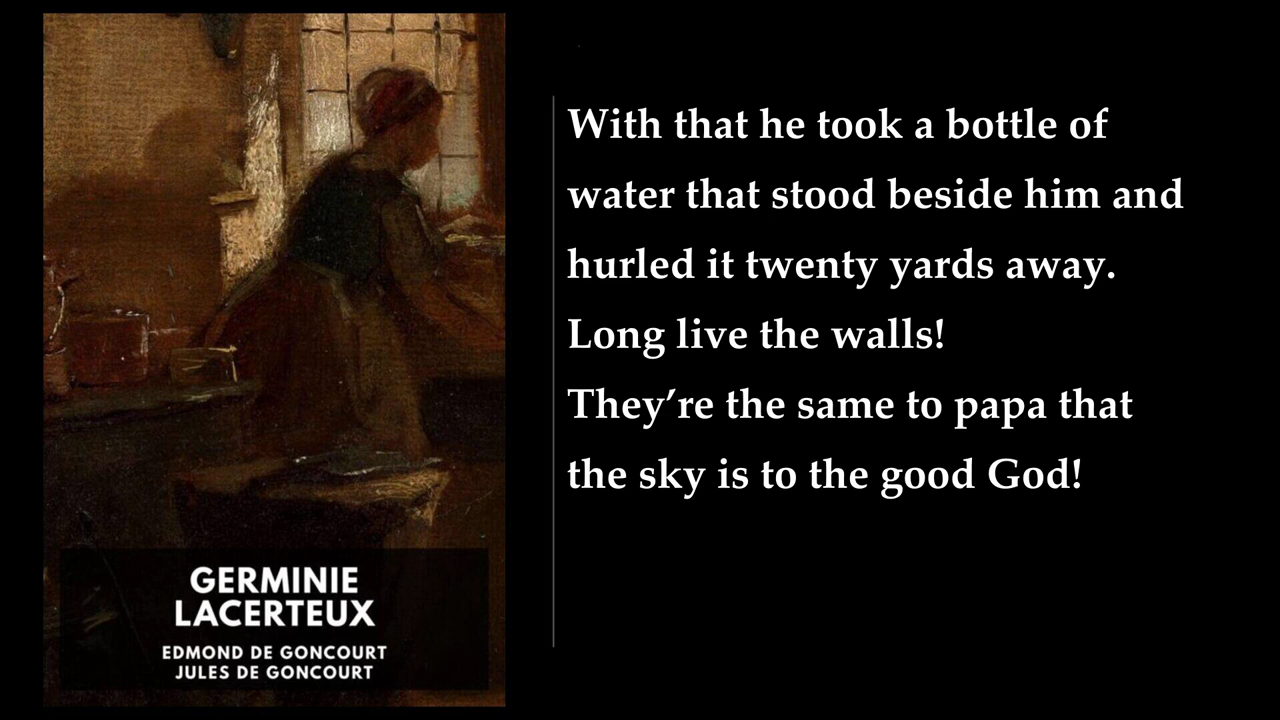 With that he took a bottle of
water that stood beside him and
hurled it twenty yards away.
Long live the walls!
They’re the same to papa that
the sky is to the good God!
GERMINIE
LACERTEUX
EDMOND DE GONCOURT
JULES DE GONCOURT